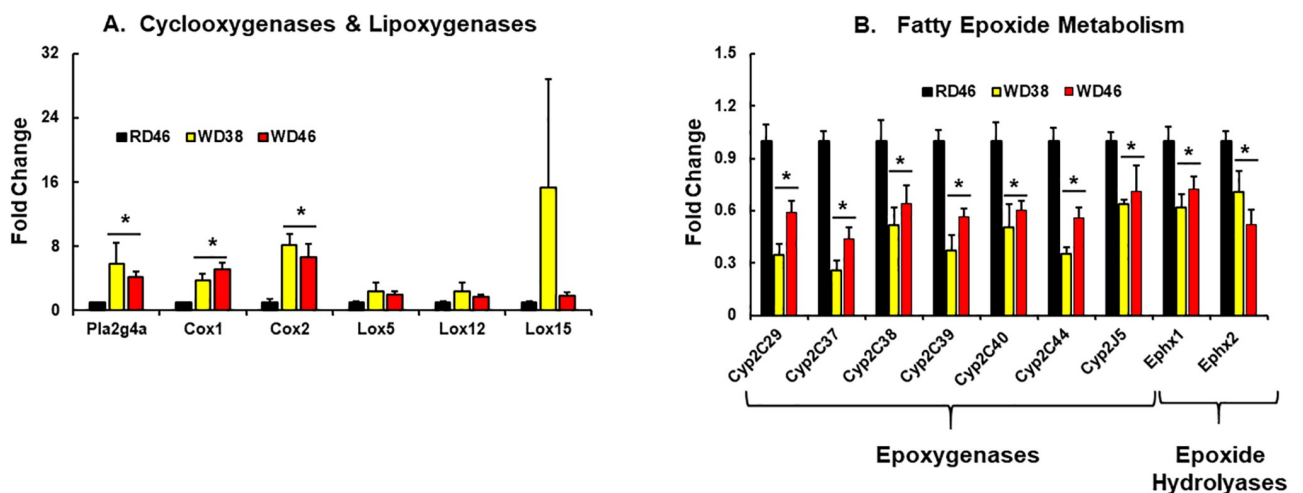 A. Cyclooxygenases & Lipoxygenases
Fold Change
32
24
16
8
0
RD46 WD38 WD46
* * *
Pla2g4a Cox1 Cox2 Lox5 Lox12 Lox15
B. Fatty Epoxide Metabolism
Fold Change
1.5
1.2
0.9
0.6
0.3
0
RD46 WD38 WD46
* * * * * * * * *
Cyp2C29 Cyp2C37 Cyp2C38 Cyp2C39 Cyp2C40 Cyp2C44 Cyp2J5 Ephx1 Ephx2
Epoxygenases
Epoxide
Hydrolyases